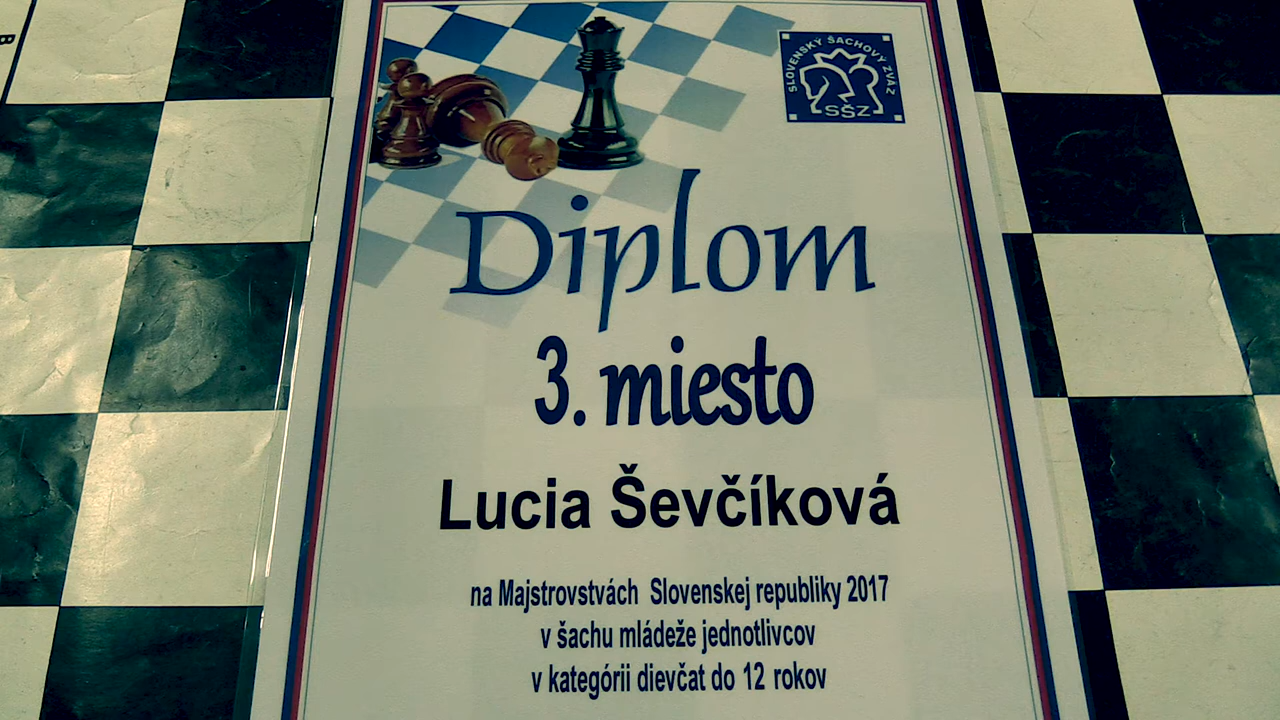 B
SLOVENSKÝ ŠACHOVÝ ZVÄZ
SŠZ
Diplom
3. miesto
Lucia Ševčíková
na Majstrovstvách Slovenskej republiky 2017
v šachu mládeže jednotlivcov
v kategórii dievčat do 12 rokov